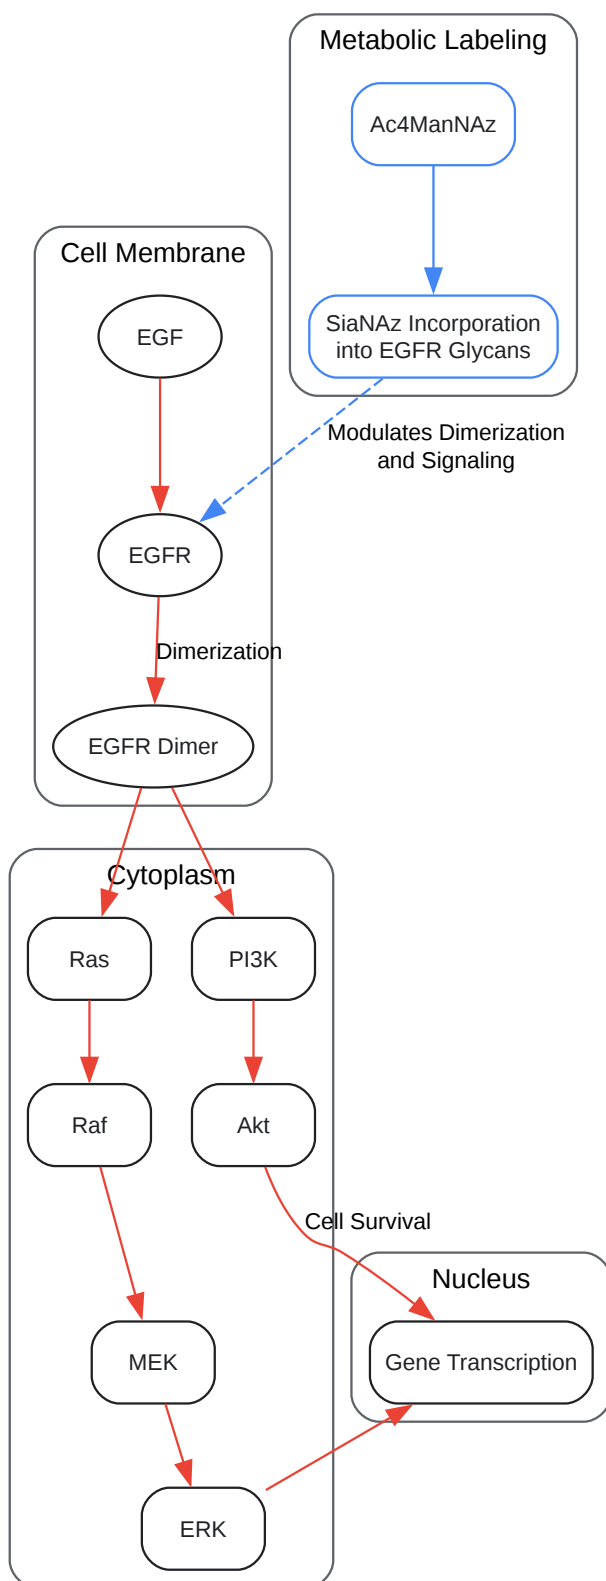 Metabolic Labeling
Ac4ManNAz
SiaNAz Incorporation
into EGFR Glycans
Modulates Dimerization
and Signaling
Cell Membrane
EGF
EGFR
Dimerization
EGFR Dimer
Cytoplasm
Ras
PI3K
Raf
Akt
Cell Survival
MEK
ERK
Nucleus
Gene Transcription